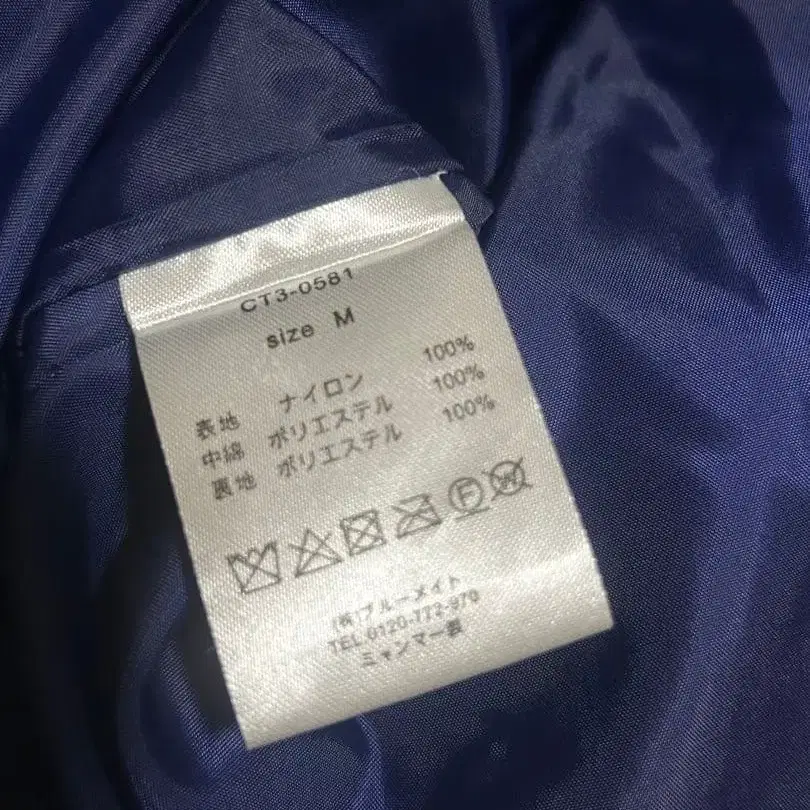 CT3-0581
size M
表地 ナイロン 100%
中綿 ポリエステル 100%
裏地 ポリエステル 100%
F W
(株)ブルーメイト
TEL 0120-772-970
ミャンマー製